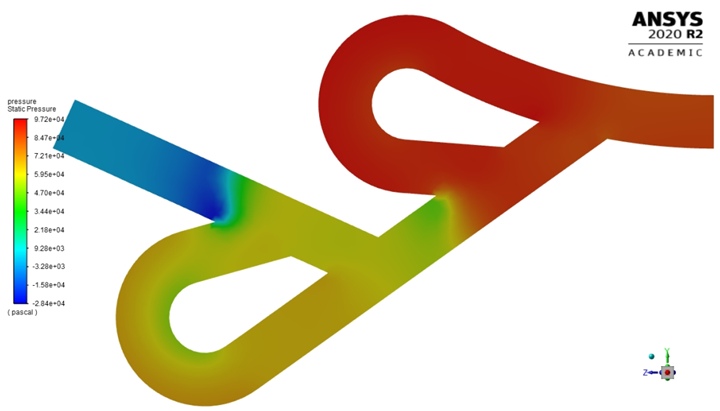 ANSYS
2020 R2
ACADEMIC
pressure
Static Pressure
9.72e+04
8.47e+04
7.21e+04
5.95e+04
4.70e+04
3.44e+04
2.18e+04
9.28e+03
-3.28e+03
-1.58e+04
-2.84e+04
( pascal )
Y
Z